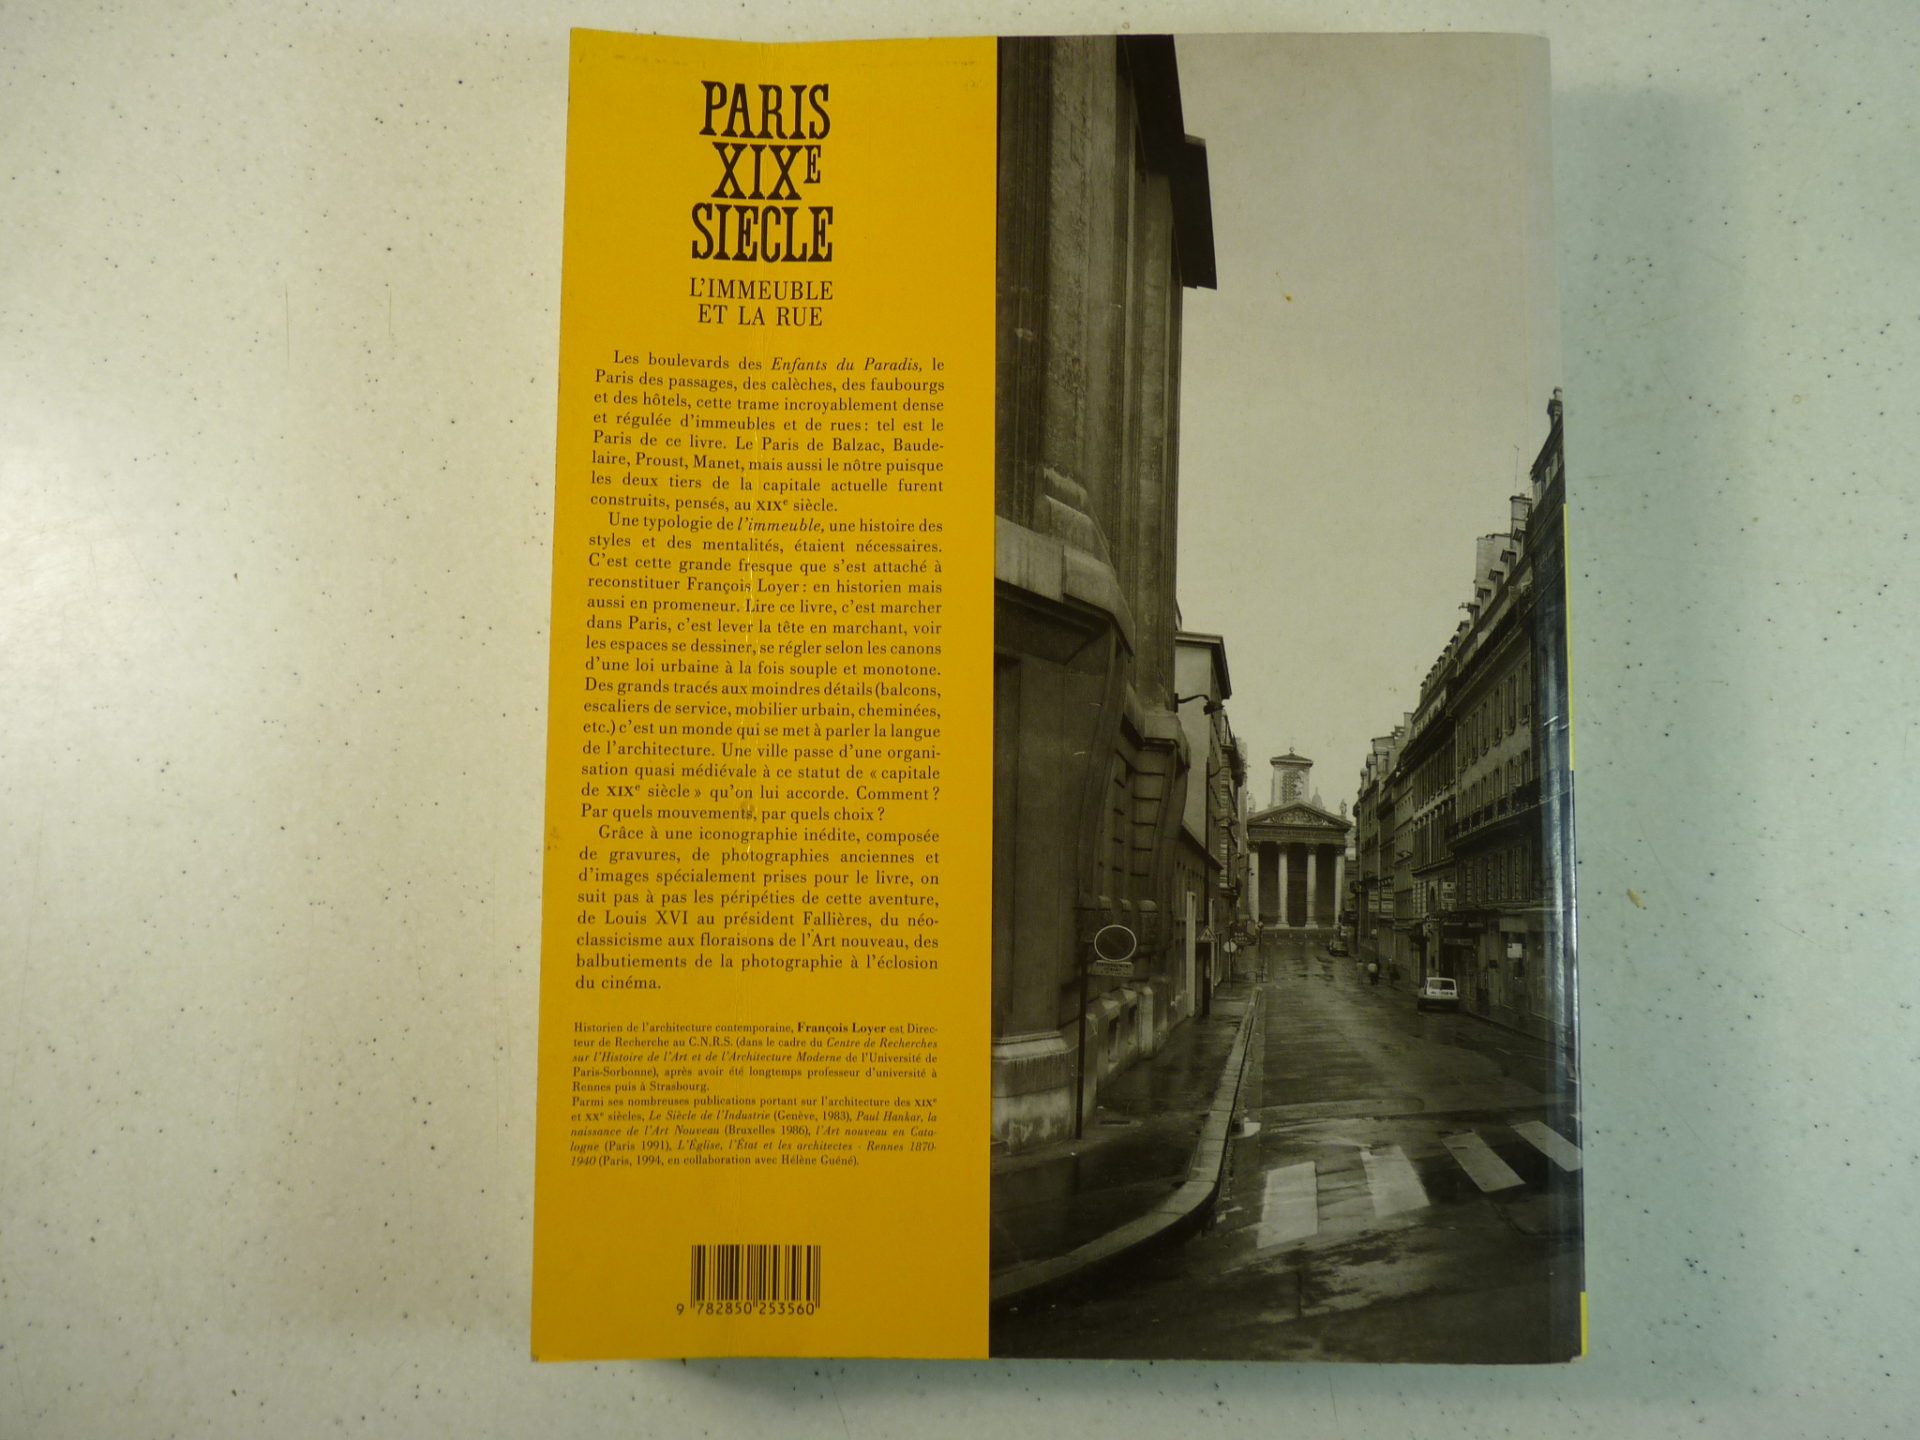 PARIS
XIXE
SIECLE
L'IMMEUBLE
ET LA RUE
Les boulevards des Enfants du Paradis, le
Paris des passages, des calèches, des faubourgs
et des hôtels, cette trame incroyablement dense
et régulée d'immeubles et de rues : tel est le
Paris de ce livre. Le Paris de Balzac, Baude-
laire, Proust, Manet, mais aussi le nôtre puisque
les deux tiers de la capitale actuelle furent
construits, pensés, au XIXe siècle.
Une typologie de l'immeuble, une histoire des
styles et des mentalités, étaient nécessaires.
C'est cette grande fresque que s'est attaché à
reconstituer François Loyer : en historien mais
aussi en promeneur. Lire ce livre, c'est marcher
dans Paris, c'est lever la tête en marchant, voir
les espaces se dessiner, se régler selon les canons
d'une loi urbaine à la fois souple et monotone.
Des grands tracés aux moindres détails (balcons,
escaliers de service, mobilier urbain, cheminées,
etc.) c'est un monde qui se met à parler la langue
de l'architecture. Une ville passe d'une organi-
sation quasi médiévale à ce statut de « capitale
de XIXe siècle » qu'on lui accorde. Comment ?
Par quels mouvements, par quels choix ?
Grâce à une iconographie inédite, composée
de gravures, de photographies anciennes et
d'images spécialement prises pour le livre, on
suit pas à pas les péripéties de cette aventure,
de Louis XVI au président Fallières, du néo-
classicisme aux floraisons de l'Art nouveau, des
balbutiements de la photographie à l'éclosion
du cinéma.
Historien de l'architecture contemporaine, François Loyer est Direc-
teur de Recherche au C.N.R.S. (dans le cadre du Centre de Recherches
sur l'Histoire de l'Art et de l'Architecture Moderne de l'Université de
Paris-Sorbonne), après avoir été longtemps professeur d'université à
Rennes puis à Strasbourg.
Parmi ses nombreuses publications portant sur l'architecture des XIXe
et XXe siècles, Le Siècle de l'Industrie (Genève, 1983), Paul Hankar, la
naissance de l'Art Nouveau (Bruxelles 1986), l'Art nouveau en Cata-
logne (Paris 1991), L'Église, l'État et les architectes - Rennes 1870-
1940 (Paris, 1994, en collaboration avec Hélène Guéné).
9 782850 253560